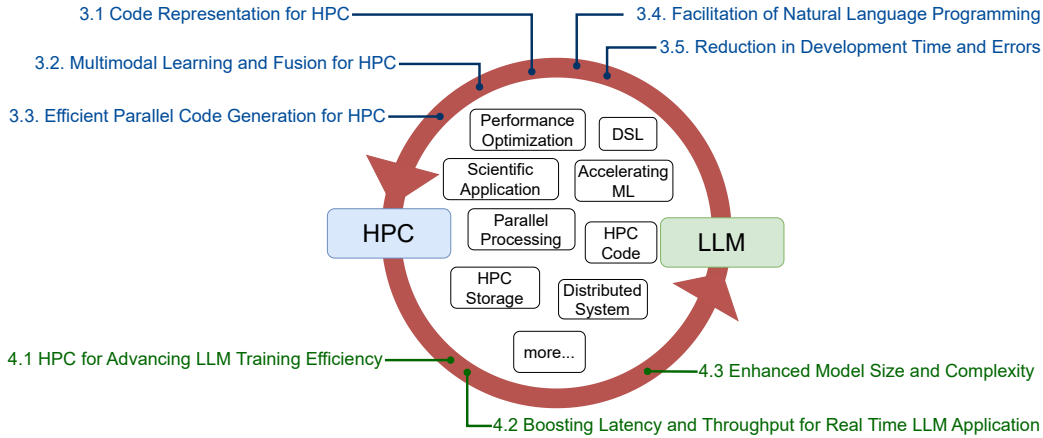 3.1 Code Representation for HPC
3.4. Facilitation of Natural Language Programming
3.5. Reduction in Development Time and Errors
3.2. Multimodal Learning and Fusion for HPC
3.3. Efficient Parallel Code Generation for HPC
Performance
Optimization
DSL
Scientific
Application
Accelerating
ML
Parallel
Processing
HPC
Code
HPC
LLM
HPC
Storage
Distributed
System
more...
4.1 HPC for Advancing LLM Training Efficiency
4.3 Enhanced Model Size and Complexity
4.2 Boosting Latency and Throughput for Real Time LLM Application